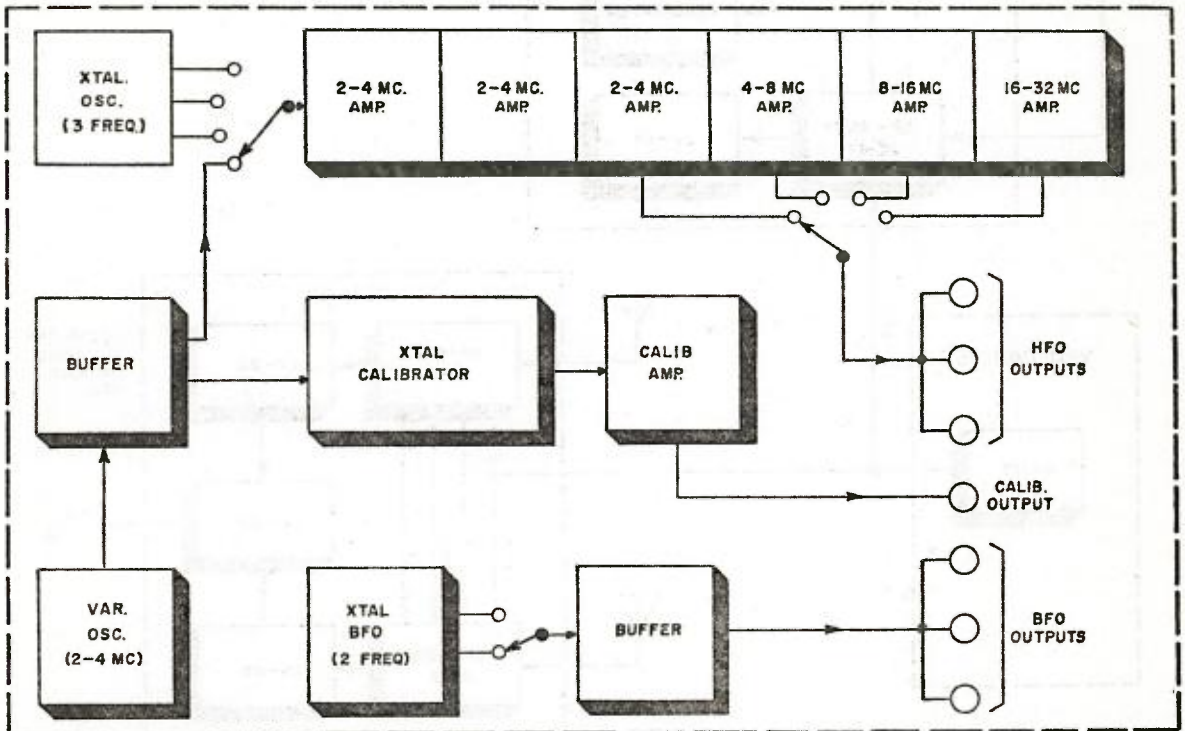 XTAL.
OSC.
(3 FREQ.)
2-4 MC.
AMP.
2-4 MC.
AMP.
2-4 MC.
AMP.
4-8 MC
AMP.
8-16 MC
AMP.
16-32 MC
AMP.
BUFFER
XTAL
CALIBRATOR
CALIB
AMP.
HFO
OUTPUTS
CALIB.
OUTPUT
VAR.
OSC.
(2-4 MC)
XTAL
BFO
(2 FREQ)
BUFFER
BFO
OUTPUTS